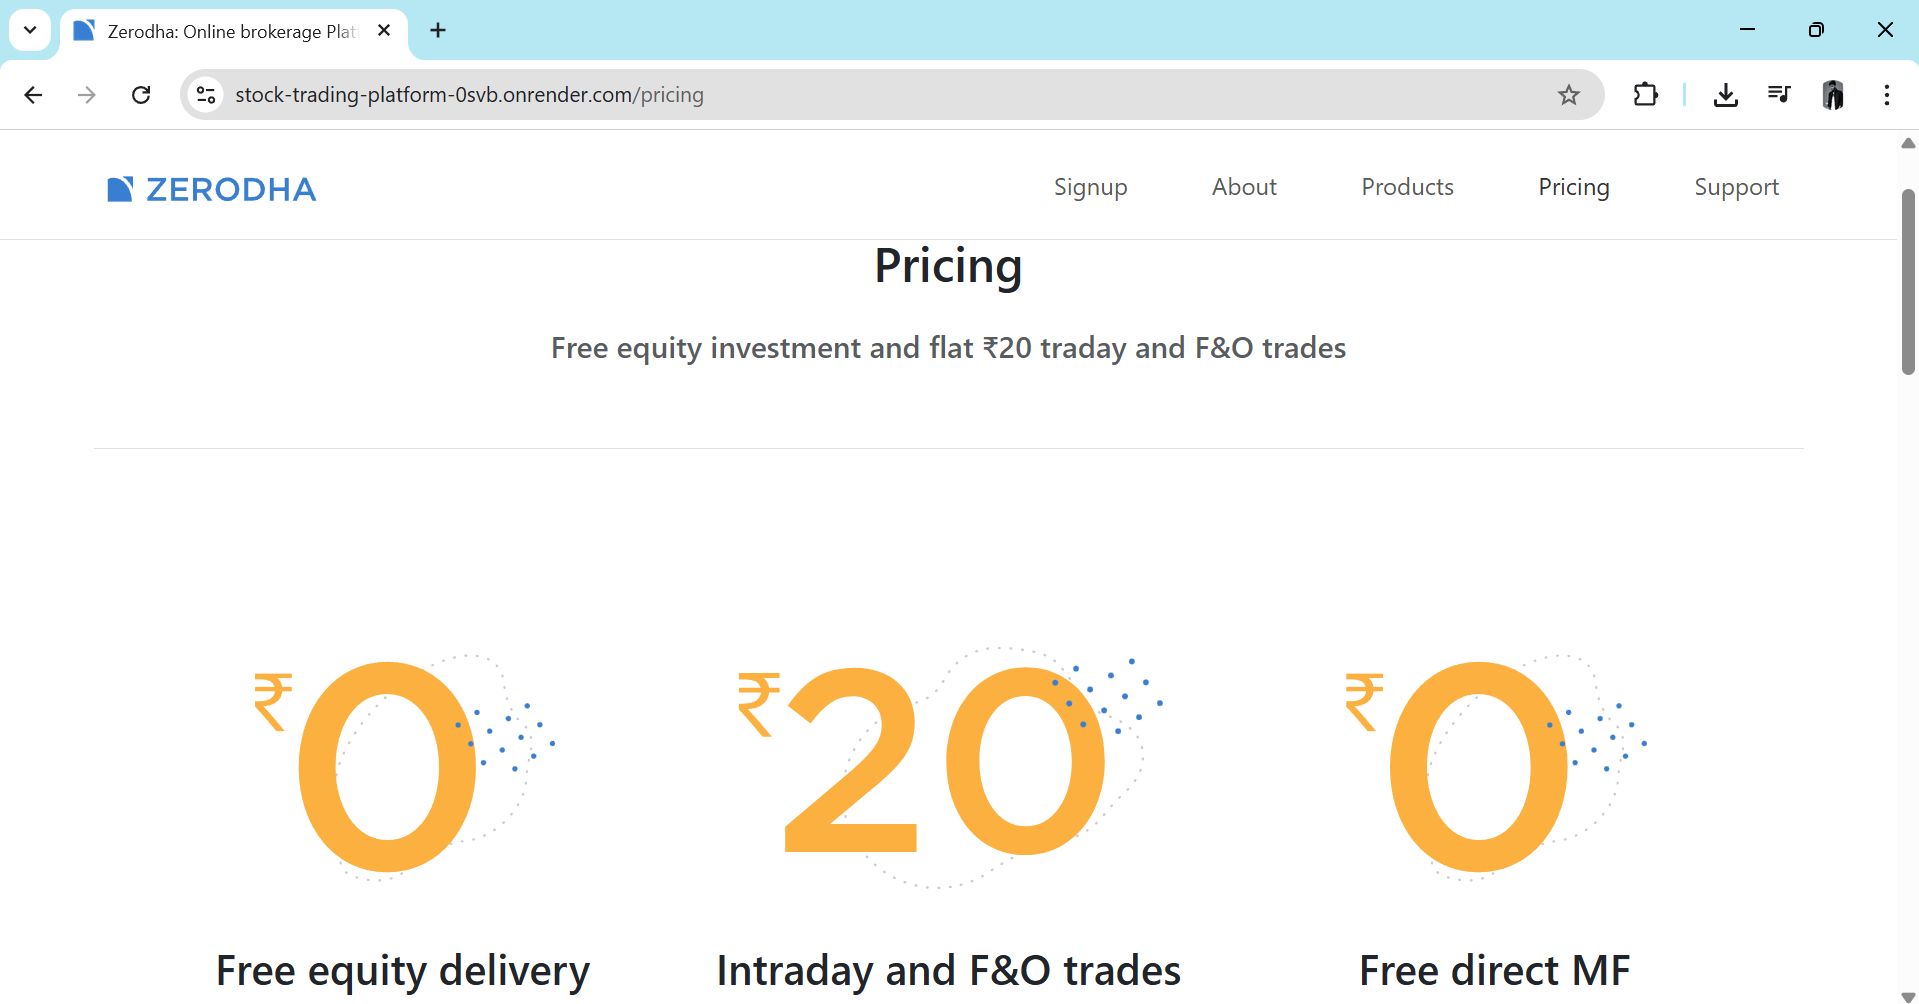 Zerodha: Online brokerage Plat
stock-trading-platform-0svb.onrender.com/pricing
ZERODHA
Signup
About
Products
Pricing
Support
Pricing
Free equity investment and flat ₹20 traday and F&O trades
₹0
₹20
₹0
Free equity delivery
Intraday and F&O trades
Free direct MF